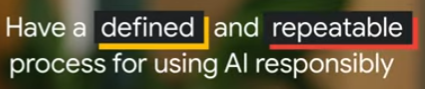 Have a defined and repeatable
process for using AI responsibly